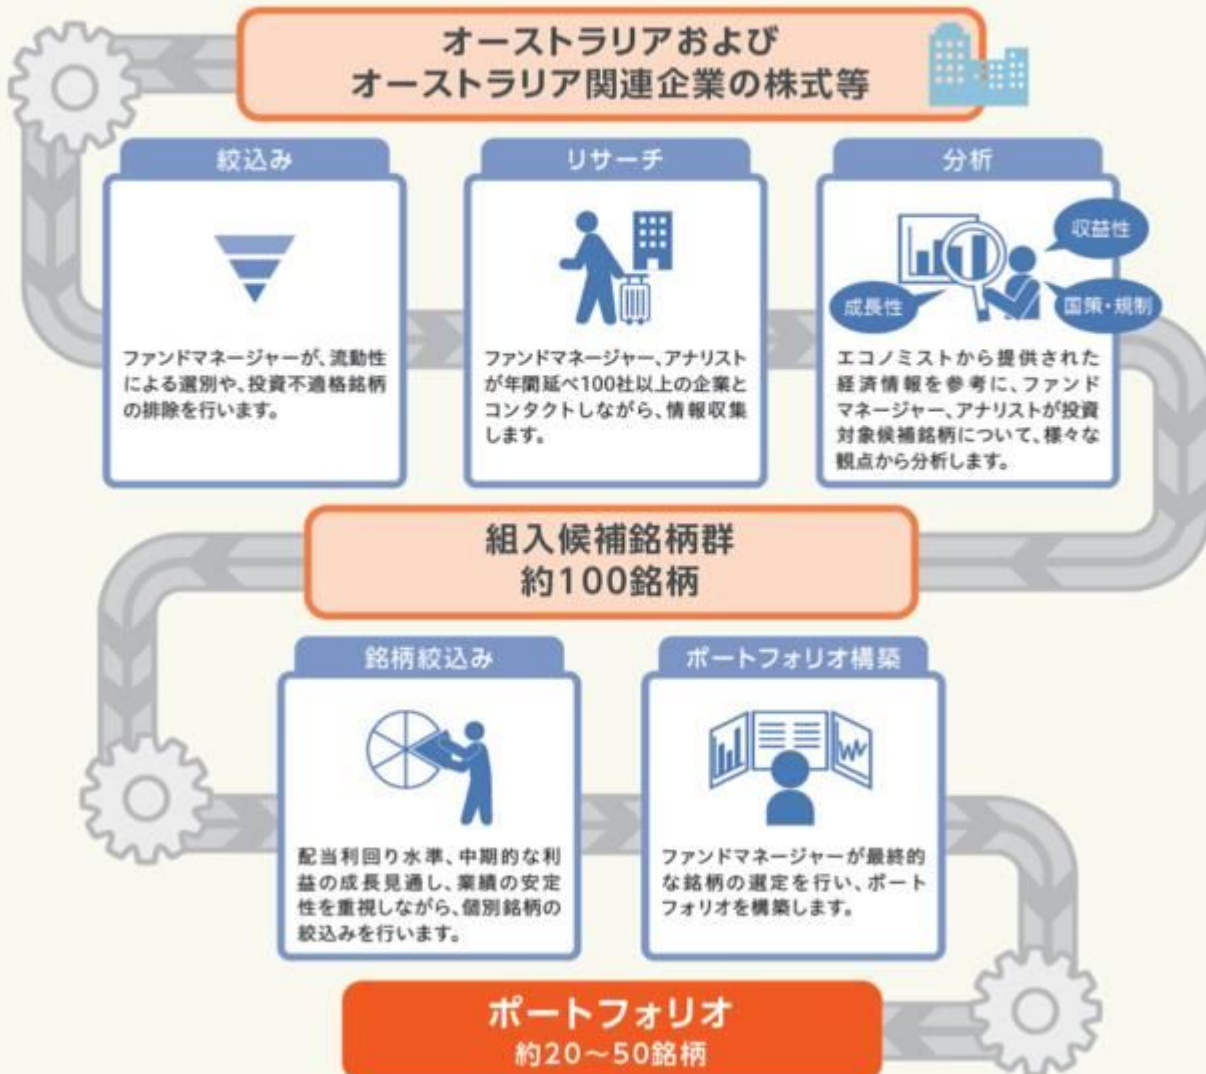 オーストラリアおよび
オーストラリア関連企業の株式等
絞込み
ファンドマネージャーが、流動性
による選別や、投資不適格銘柄
の排除を行います。
リサーチ
ファンドマネージャー、アナリスト
が年間延べ100社以上の企業と
コンタクトしながら、情報収集
します。
分析
収益性
成長性
国策・規制
エコノミストから提供された
経済情報を参考に、ファンド
マネージャー、アナリストが投資
対象候補銘柄について、様々な
観点から分析します。
組入候補銘柄群
約100銘柄
銘柄絞込み
配当利回り水準、中期的な利
益の成長見通し、業績の安定
性を重視しながら、個別銘柄の
絞込みを行います。
ポートフォリオ構築
ファンドマネージャーが最終的
な銘柄の選定を行い、ポート
フォリオを構築します。
ポートフォリオ
約20〜50銘柄